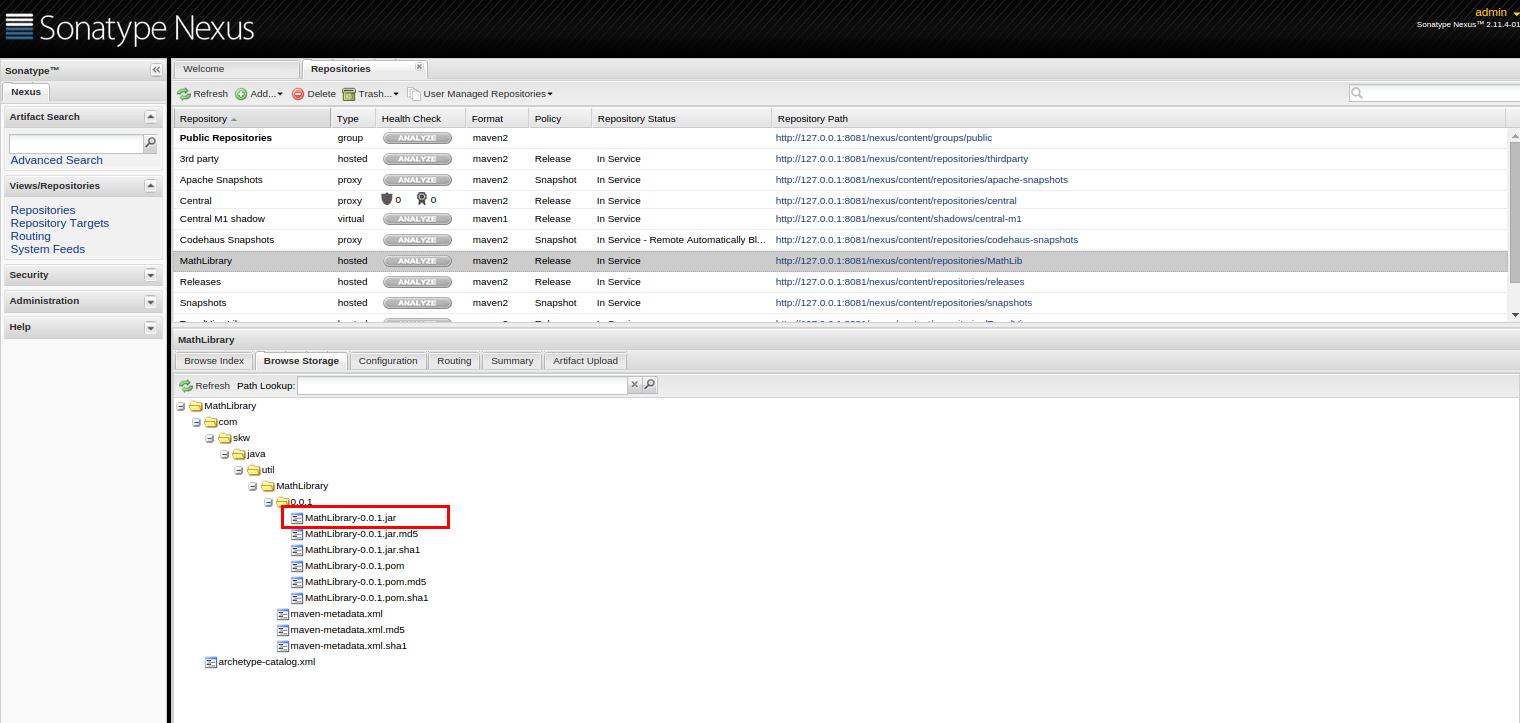 Sonatype Nexus
admin
Sonatype Nexus™ 2.11.4-01
Sonatype™
Nexus
Artifact Search
Advanced Search
Views/Repositories
Repositories
Repository Targets
Routing
System Feeds
Security
Administration
Help
Welcome
Repositories
Refresh Add... Delete Trash... User Managed Repositories
Repository Type Health Check Format Policy Repository Status Repository Path
Public Repositories group ANALYZE maven2 http://127.0.0.1:8081/nexus/content/groups/public
3rd party hosted ANALYZE maven2 Release In Service http://127.0.0.1:8081/nexus/content/repositories/thirdparty
Apache Snapshots proxy ANALYZE maven2 Snapshot In Service http://127.0.0.1:8081/nexus/content/repositories/apache-snapshots
Central proxy 0 0 maven2 Release In Service http://127.0.0.1:8081/nexus/content/repositories/central
Central M1 shadow virtual ANALYZE maven1 Release In Service http://127.0.0.1:8081/nexus/content/shadows/central-m1
Codehaus Snapshots proxy ANALYZE maven2 Snapshot In Service - Remote Automatically Bl... http://127.0.0.1:8081/nexus/content/repositories/codehaus-snapshots
MathLibrary hosted ANALYZE maven2 Release In Service http://127.0.0.1:8081/nexus/content/repositories/MathLib
Releases hosted ANALYZE maven2 Release In Service http://127.0.0.1:8081/nexus/content/repositories/releases
Snapshots hosted ANALYZE maven2 Snapshot In Service http://127.0.0.1:8081/nexus/content/repositories/snapshots
MathLibrary
Browse Index Browse Storage Configuration Routing Summary Artifact Upload
Refresh Path Lookup:
MathLibrary
com
skw
java
util
MathLibrary
0.0.1
MathLibrary-0.0.1.jar
MathLibrary-0.0.1.jar.md5
MathLibrary-0.0.1.jar.sha1
MathLibrary-0.0.1.pom
MathLibrary-0.0.1.pom.md5
MathLibrary-0.0.1.pom.sha1
maven-metadata.xml
maven-metadata.xml.md5
maven-metadata.xml.sha1
archetype-catalog.xml